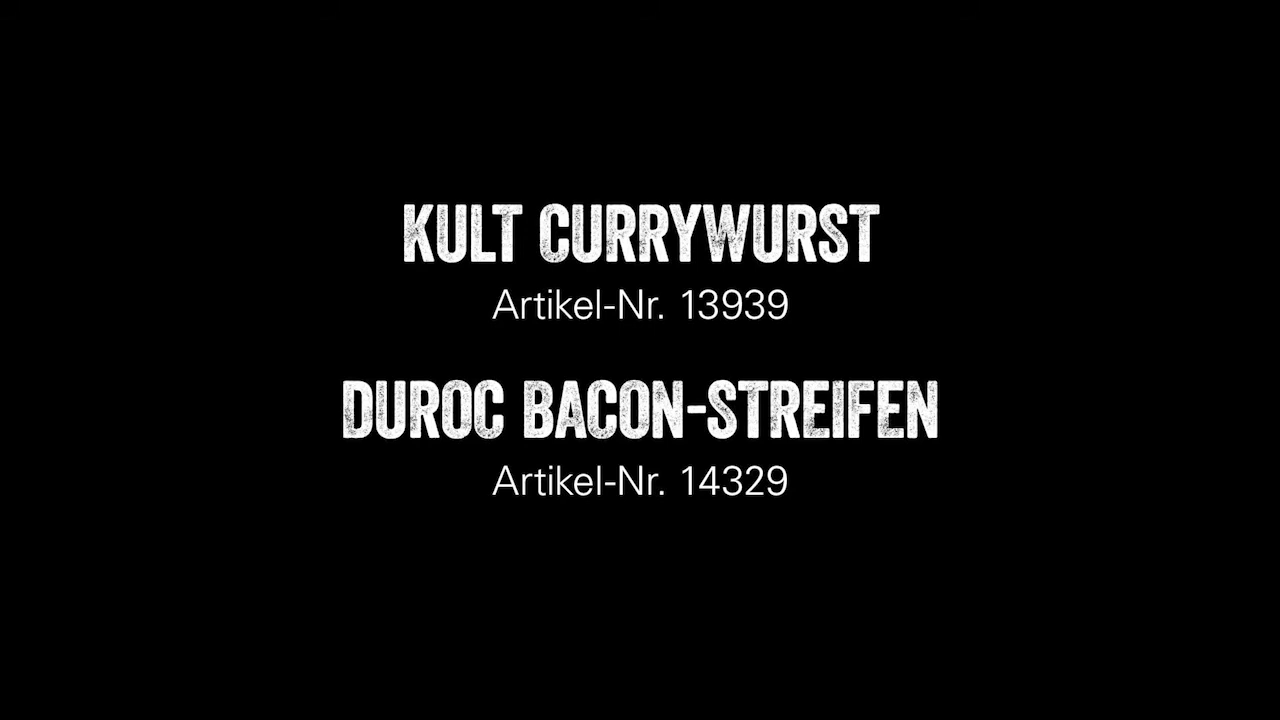 KULT CURRYWURST
Artikel-Nr. 13939
DUROC BACON-STREIFEN
Artikel-Nr. 14329